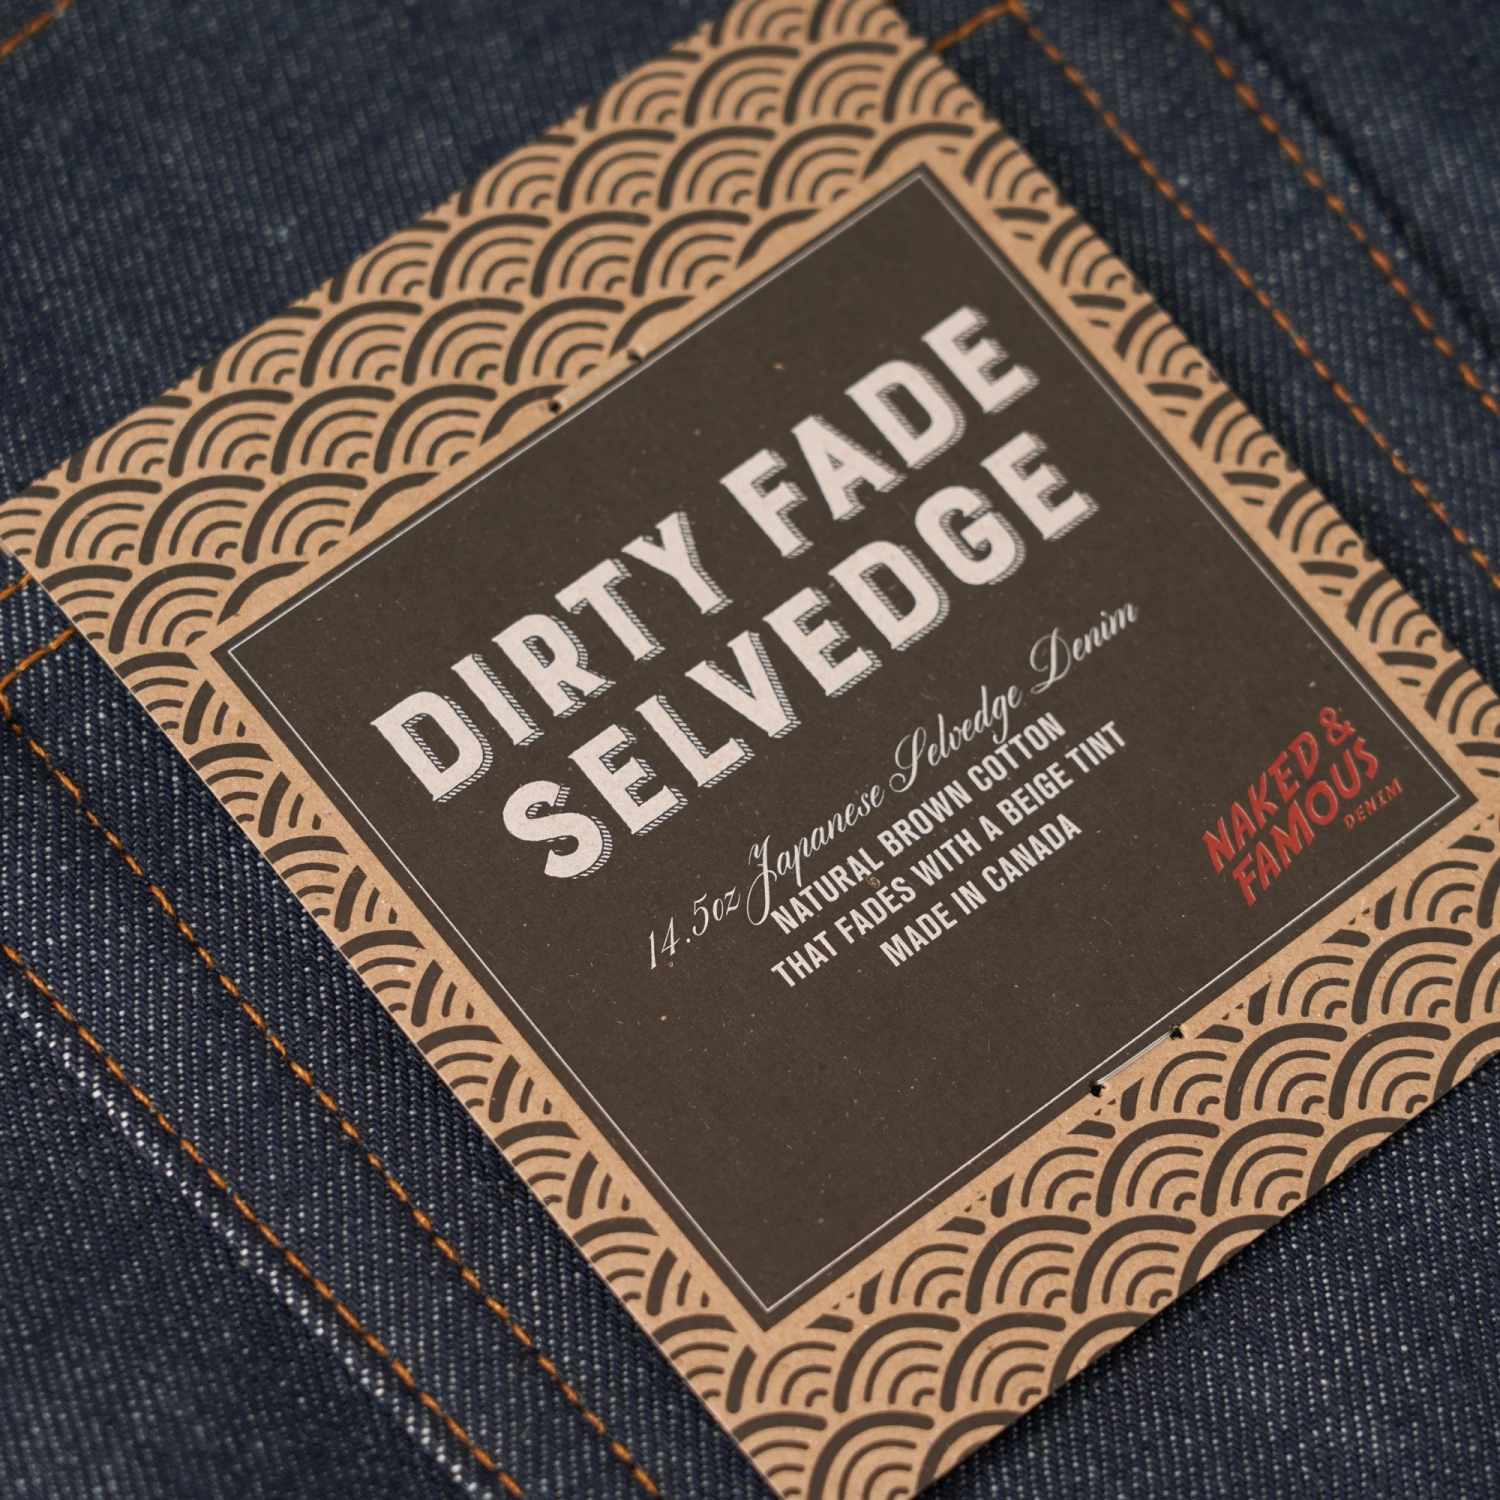 DIRTY FADE
SELVEDGE
14.5oz Japanese Selvedge Denim
NATURAL BROWN COTTON
THAT FADES WITH A BEIGE TINT
MADE IN CANADA
NAKED &
FAMOUS
DENIM